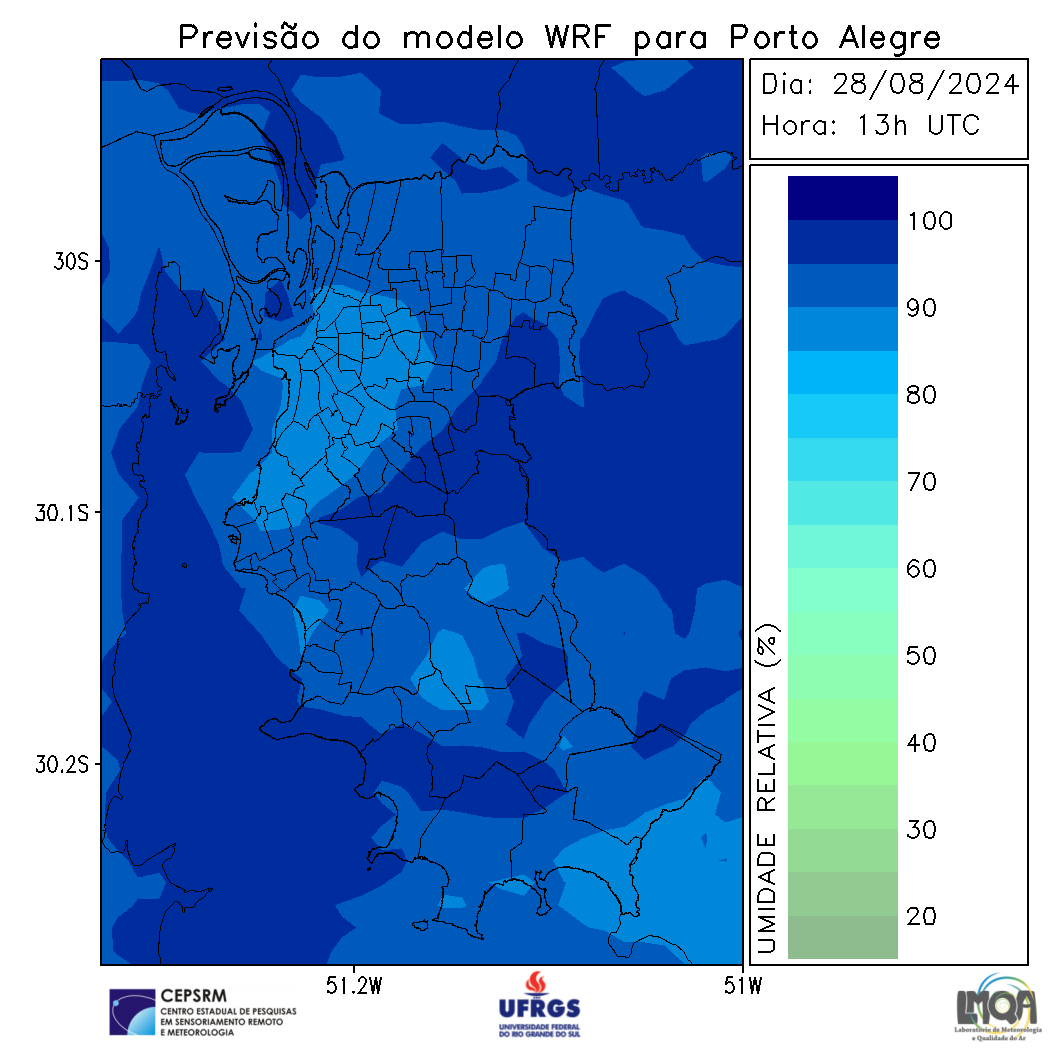 Previsão do modelo WRF para Porto Alegre
Dia: 28/08/2024
Hora: 13h UTC
30S
30.1S
30.2S
51.2W
51W
UMIDADE RELATIVA (%)
100
90
80
70
60
50
40
30
20
CEPSRM
CENTRO ESTADUAL DE PESQUISAS
EM SENSORIAMENTO REMOTO
E METEOROLOGIA
UFRGS
UNIVERSIDADE FEDERAL
DO RIO GRANDE DO SUL
LMQA
Laboratório de Meteorologia
e Qualidade do Ar